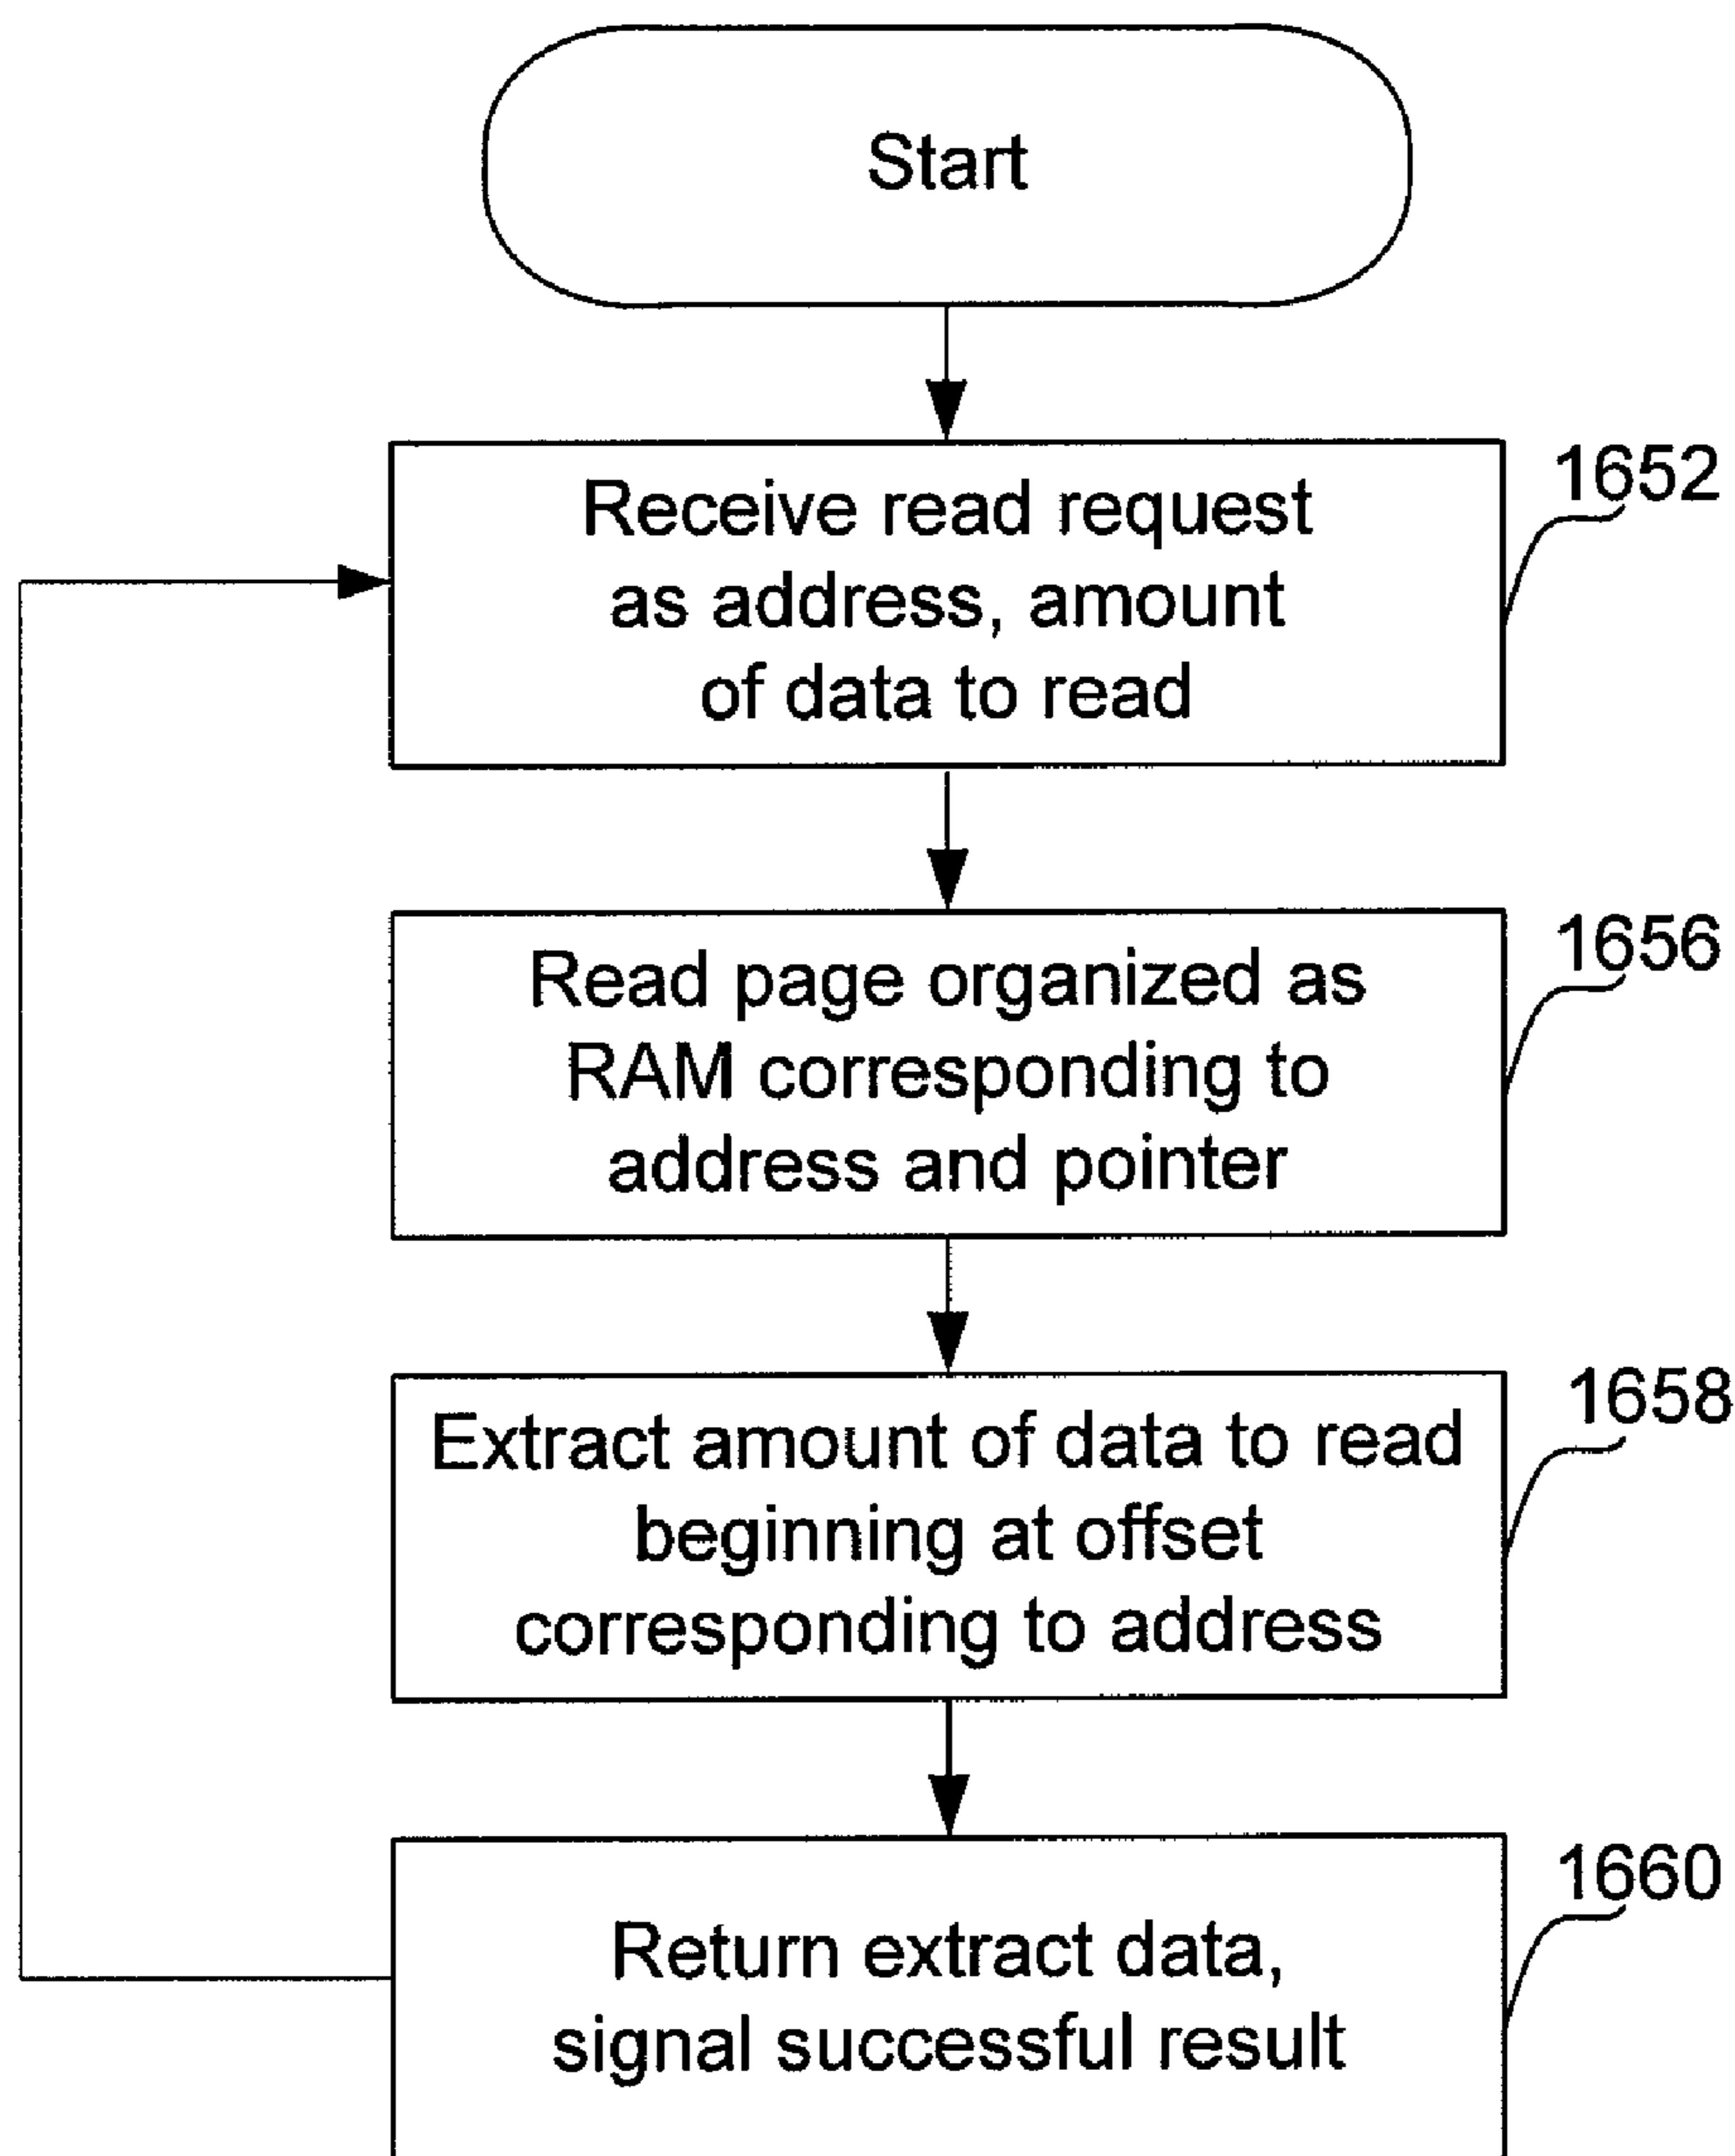 Start
1652
Receive read request
as address, amount
of data to read
1656
Read page organized as
RAM corresponding to
address and pointer
1658
Extract amount of data to read
beginning at offset
corresponding to address
1660
Return extract data,
signal successful result